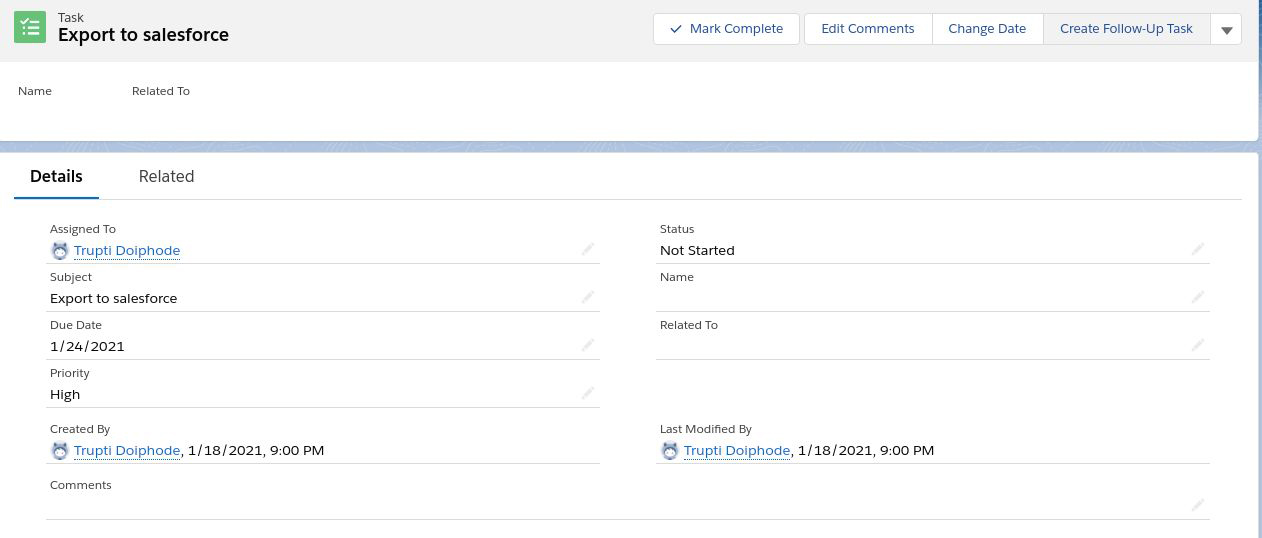 Task
Export to salesforce
Mark Complete
Edit Comments
Change Date
Create Follow-Up Task
Name
Related To
Details
Related
Assigned To
Trupti Doiphode
Status
Not Started
Subject
Export to salesforce
Name
Due Date
1/24/2021
Related To
Priority
High
Created By
Trupti Doiphode, 1/18/2021, 9:00 PM
Last Modified By
Trupti Doiphode, 1/18/2021, 9:00 PM
Comments